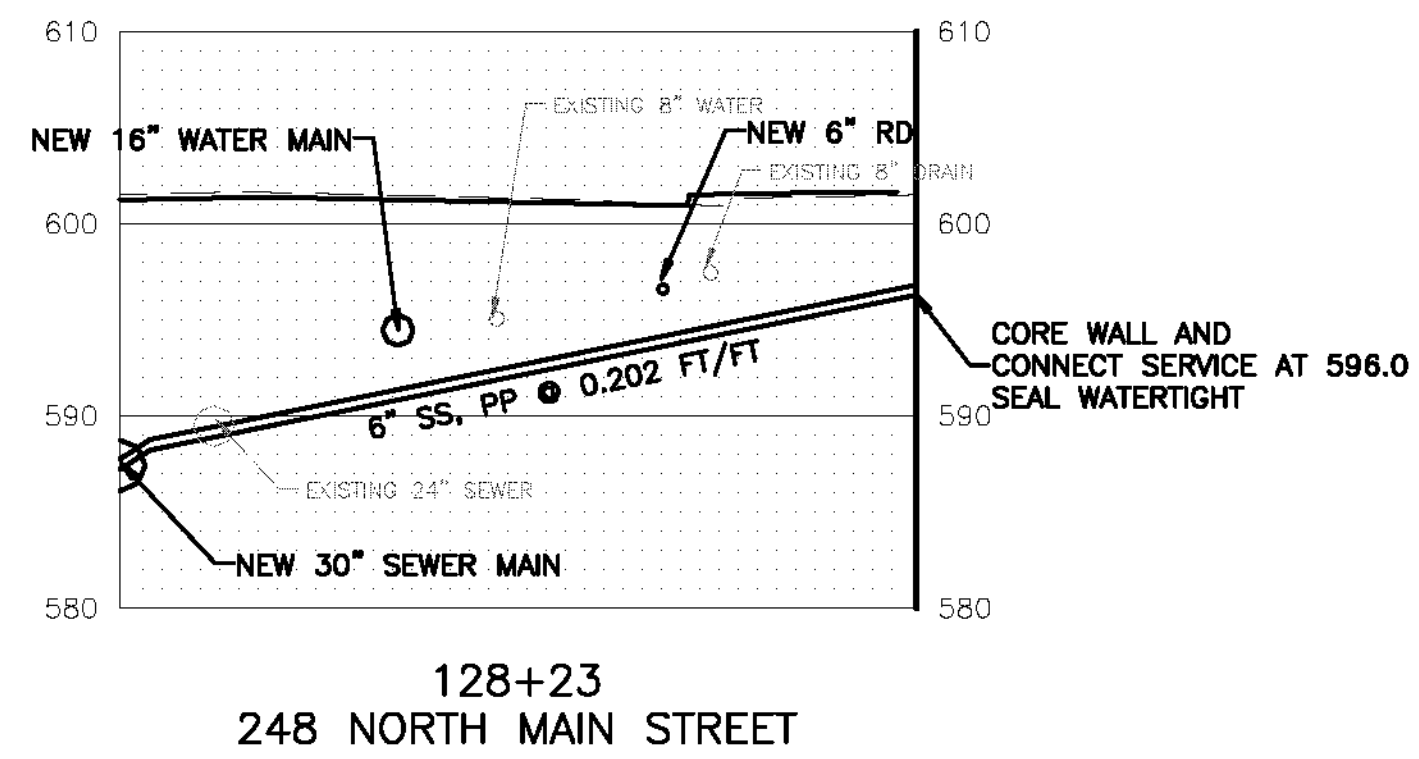 610
610
EXISTING 8" WATER
NEW 16" WATER MAIN
NEW 6" RD
EXISTING 8" DRAIN
600
600
CORE WALL AND
CONNECT SERVICE AT 596.0
SEAL WATERTIGHT
6" SS, PP @ 0.202 FT/FT
590
590
EXISTING 24" SEWER
NEW 30" SEWER MAIN
580
580
128+23
248 NORTH MAIN STREET